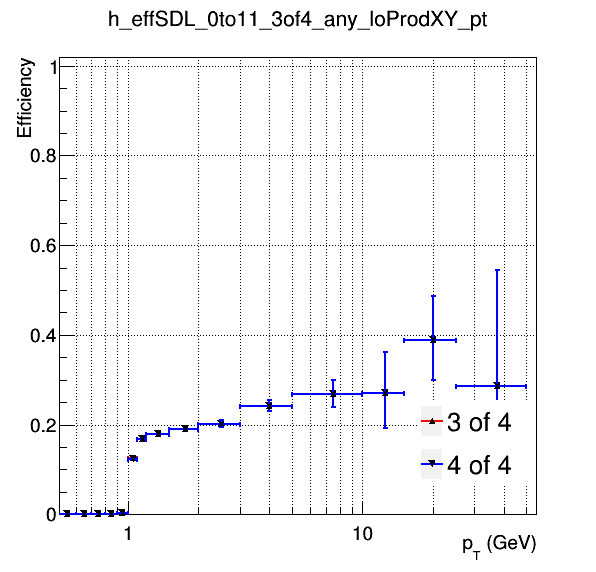 h_effSDL_0to11_3of4_any_loProdXY_pt
Efficiency
1
0.8
0.6
0.4
0.2
0
3 of 4
4 of 4
1
10
p_T (GeV)